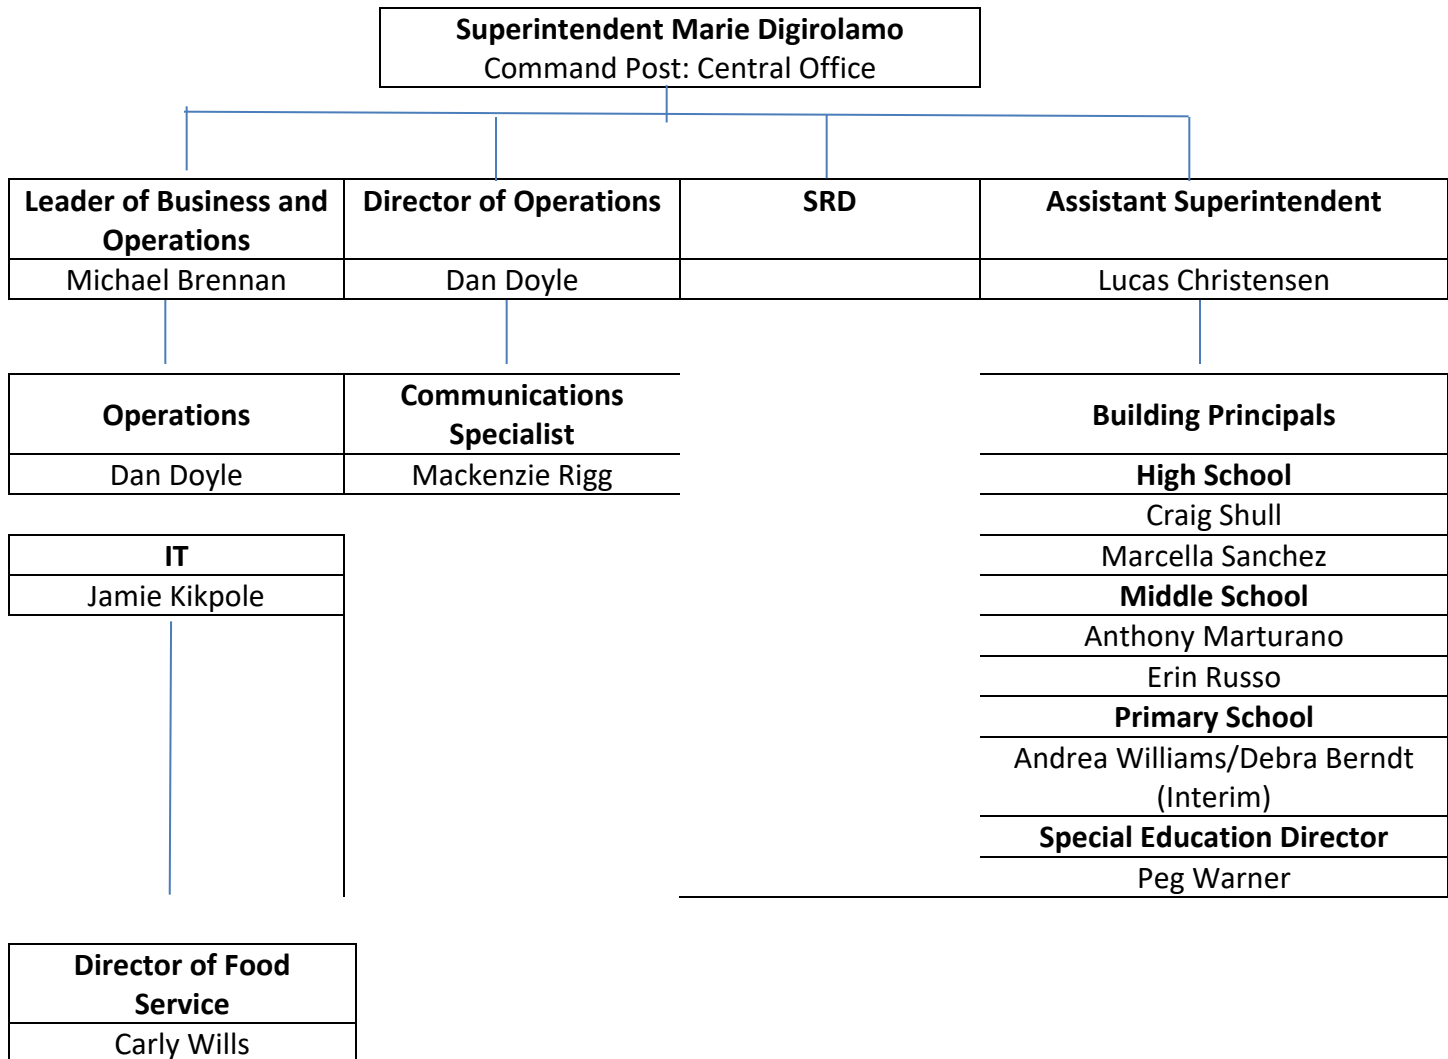 Superintendent Marie Digirolamo
Command Post: Central Office
Leader of Business and
Operations
Director of Operations
SRD
Assistant Superintendent
Michael Brennan
Dan Doyle
Lucas Christensen
Operations
Communications
Specialist
Building Principals
Dan Doyle
Mackenzie Rigg
High School
Craig Shull
IT
Marcella Sanchez
Jamie Kikpole
Middle School
Anthony Marturano
Erin Russo
Primary School
Andrea Williams/Debra Berndt
(Interim)
Special Education Director
Peg Warner
Director of Food
Service
Carly Wills